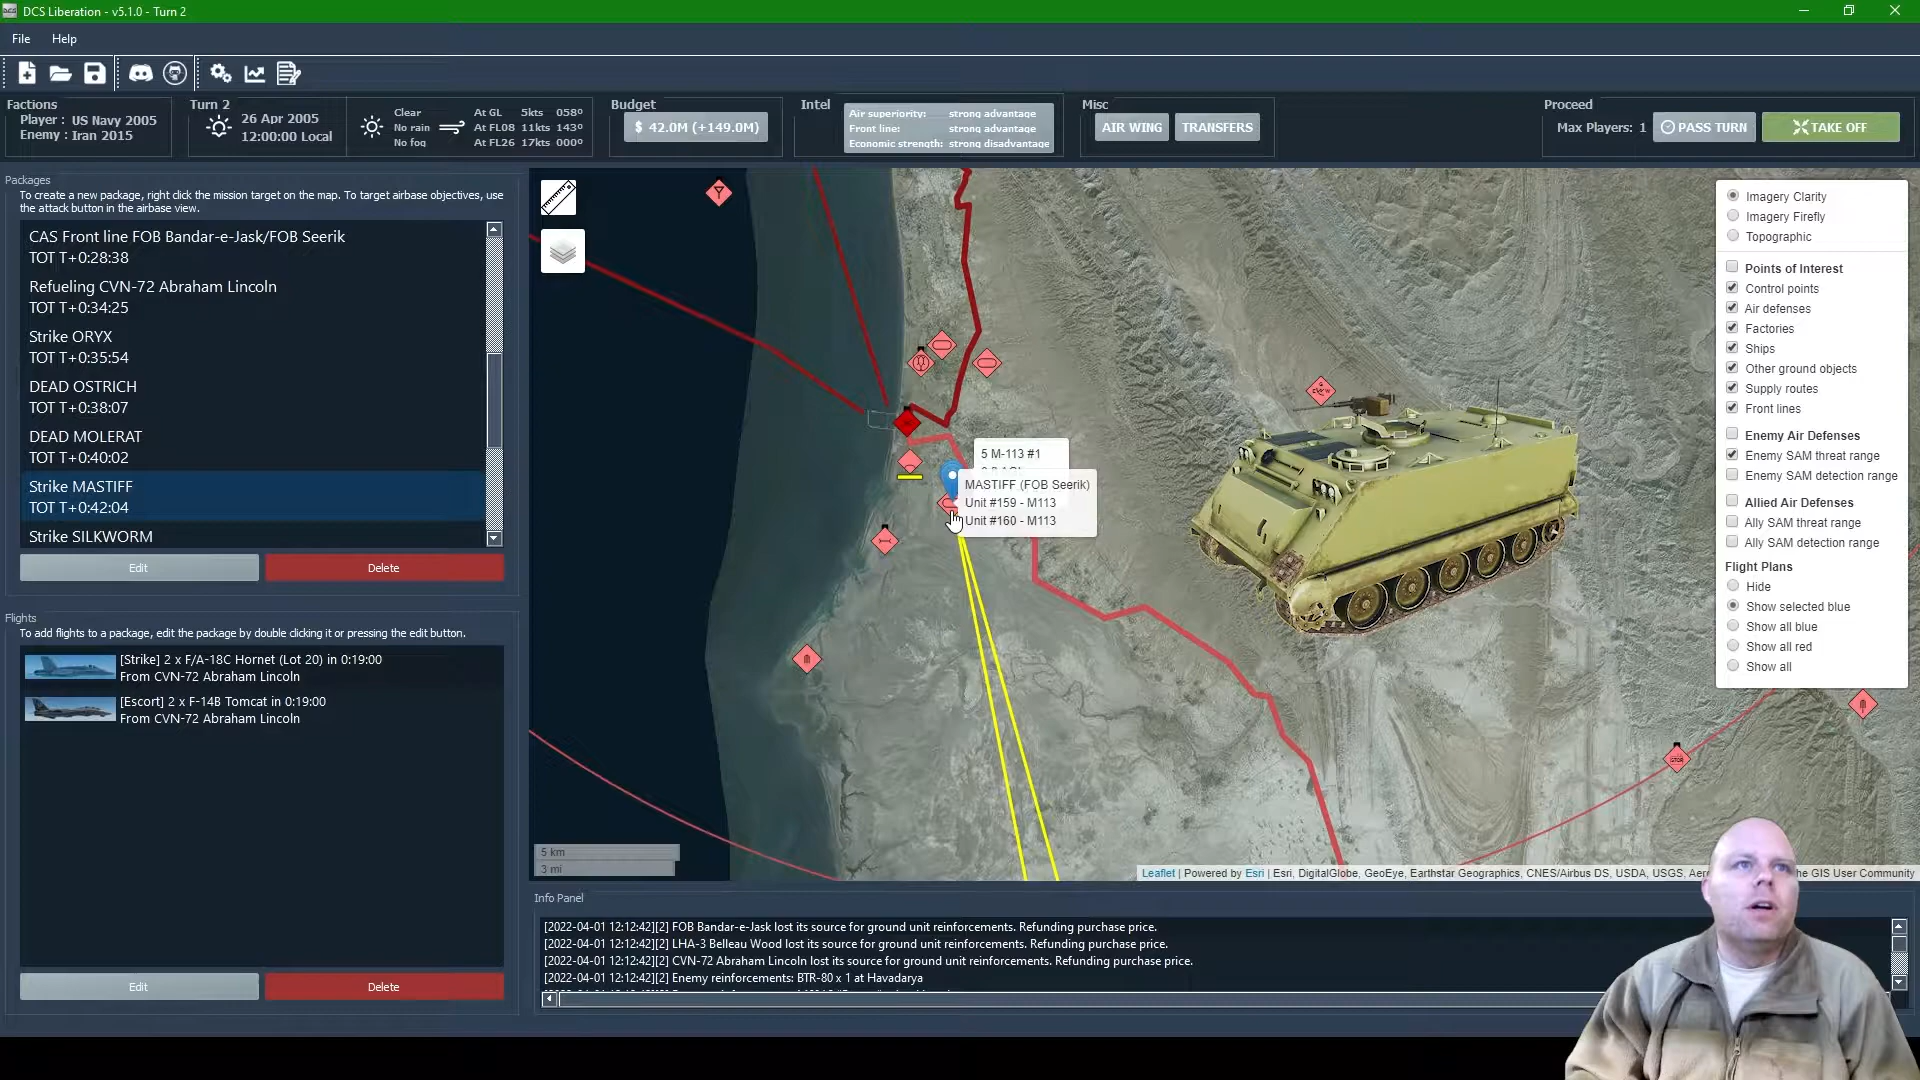 DCS Liberation - v5.1.0 - Turn 2
File Help
Factions
Player : US Navy 2005
Enemy : Iran 2015
Turn 2
26 Apr 2005
12:00:00 Local
Clear
No rain
No fog
At GL 5kts 058º
At FL08 11kts 143º
At FL26 17kts 000º
Budget
$ 42.0M (+149.0M)
Intel
Air superiority: strong advantage
Front line: strong advantage
Economic strength: strong disadvantage
Misc
AIR WING
TRANSFERS
Proceed
Max Players: 1
PASS TURN
TAKE OFF
Packages
To create a new package, right click the mission target on the map. To target airbase objectives, use
the attack button in the airbase view.
CAS Front line FOB Bandar-e-Jask/FOB Seerik
TOT T+0:28:38
Refueling CVN-72 Abraham Lincoln
TOT T+0:34:25
Strike ORYX
TOT T+0:35:54
DEAD OSTRICH
TOT T+0:38:07
DEAD MOLERAT
TOT T+0:40:02
Strike MASTIFF
TOT T+0:42:04
Strike SILKWORM
Edit
Delete
Flights
To add flights to a package, edit the package by double clicking it or pressing the edit button.
[Strike] 2 x F/A-18C Hornet (Lot 20) in 0:19:00
From CVN-72 Abraham Lincoln
[Escort] 2 x F-14B Tomcat in 0:19:00
From CVN-72 Abraham Lincoln
Edit
Delete
5 M-113 #1
MASTIFF (FOB Seerik)
Unit #159 - M113
Unit #160 - M113
Imagery Clarity
Imagery Firefly
Topographic
Points of Interest
Control points
Air defenses
Factories
Ships
Other ground objects
Supply routes
Front lines
Enemy Air Defenses
Enemy SAM threat range
Enemy SAM detection range
Allied Air Defenses
Ally SAM threat range
Ally SAM detection range
Flight Plans
Hide
Show selected blue
Show all blue
Show all red
Show all
5 km
3 mi
Leaflet | Powered by Esri | Esri, DigitalGlobe, GeoEye, Earthstar Geographics, CNES/Airbus DS, USDA, USGS, he GIS User Community
Info Panel
[2022-04-01 12:12:42][2] FOB Bandar-e-Jask lost its source for ground unit reinforcements. Refunding purchase price.
[2022-04-01 12:12:42][2] LHA-3 Belleau Wood lost its source for ground unit reinforcements. Refunding purchase price.
[2022-04-01 12:12:42][2] CVN-72 Abraham Lincoln lost its source for ground unit reinforcements. Refunding purchase price.
[2022-04-01 12:12:42][2] Enemy reinforcements: BTR-80 x 1 at Havadarya